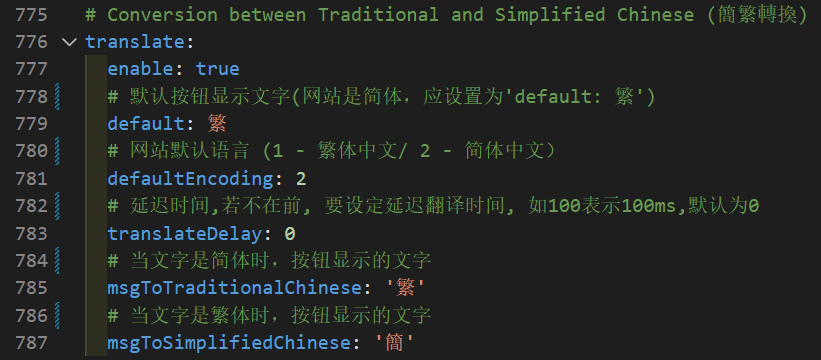 775 # Conversion between Traditional and Simplified Chinese (簡繁轉換)
776 translate:
777 enable: true
778 # 默认按钮显示文字(网站是简体，应设置为'default: 繁')
779 default: 繁
780 # 网站默认语言 (1 - 繁体中文/ 2 - 简体中文）
781 defaultEncoding: 2
782 # 延迟时间,若不在前, 要设定延迟翻译时间, 如100表示100ms,默认为0
783 translateDelay: 0
784 # 当文字是简体时，按钮显示的文字
785 msgToTraditionalChinese: '繁'
786 # 当文字是繁体时，按钮显示的文字
787 msgToSimplifiedChinese: '簡'